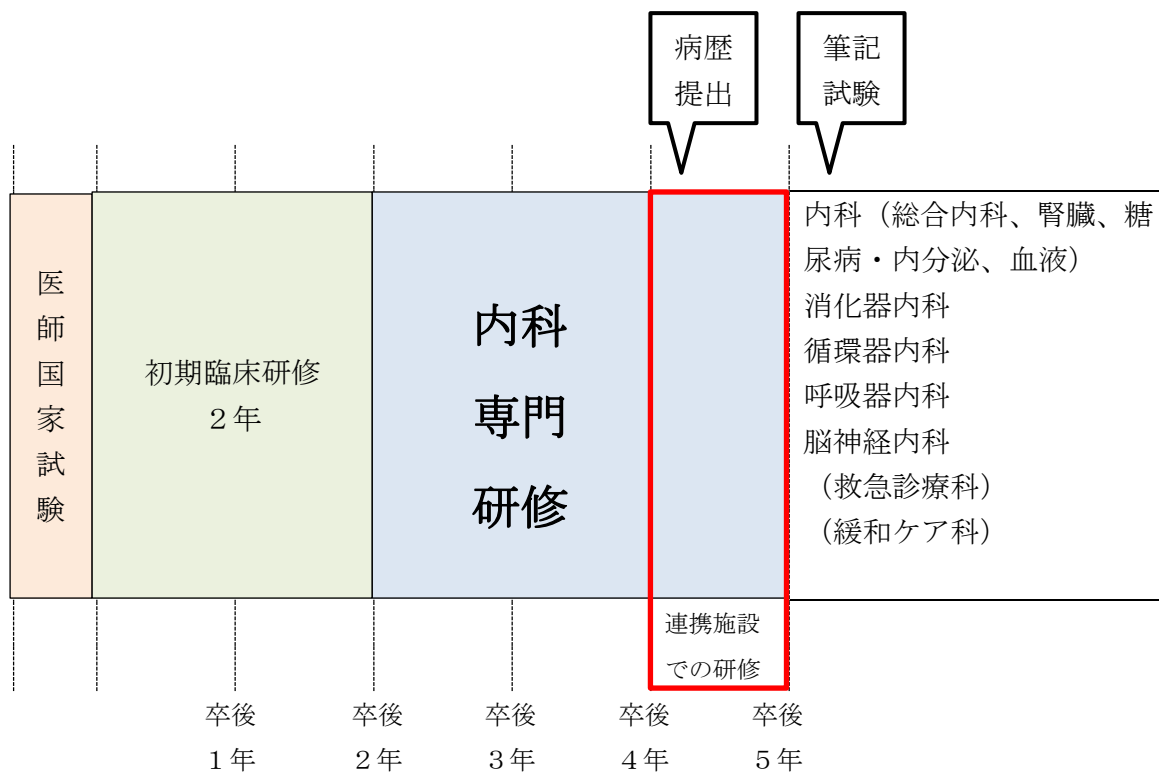 病歴
提出
筆記
試験
医
師
国
家
試
験
初期臨床研修
２年
内科
専門
研修
内科（総合内科、腎臓、糖
尿病・内分泌、血液）
消化器内科
循環器内科
呼吸器内科
脳神経内科
（救急診療科）
（緩和ケア科）
連携施設
での研修
卒後
１年
卒後
２年
卒後
３年
卒後
４年
卒後
５年